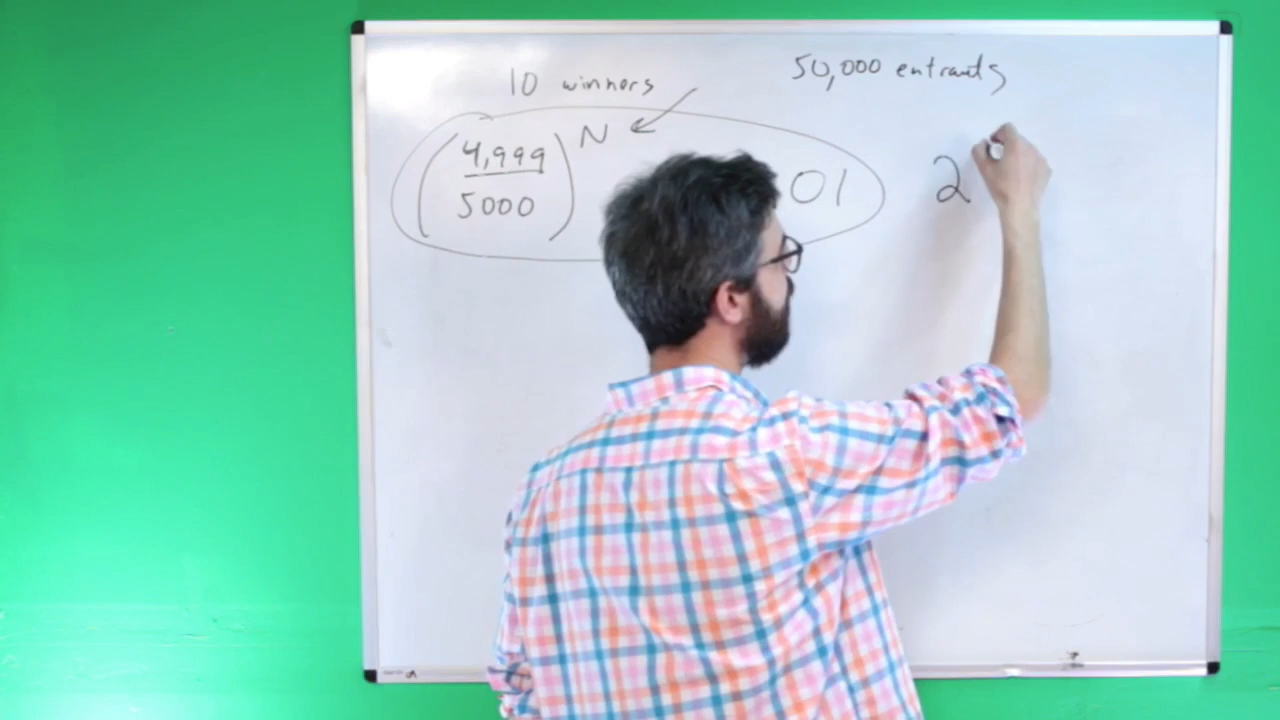 10 winners
50,000 entrants
(4,999
5000)^N
.01
2